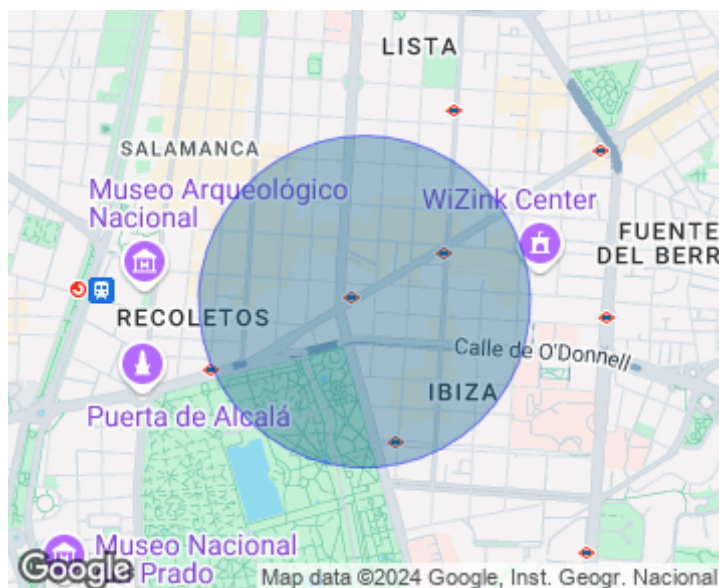 LISTA
SALAMANCA
Museo Arqueológico
Nacional
WiZink Center
FUENTE
DEL BERR
RECOLETOS
Calle de O'Donnell
IBIZA
Puerta de Alcalá
Museo Nacional
Prado
Google
Map data ©2024 Google, Inst. Geogr. Nacional